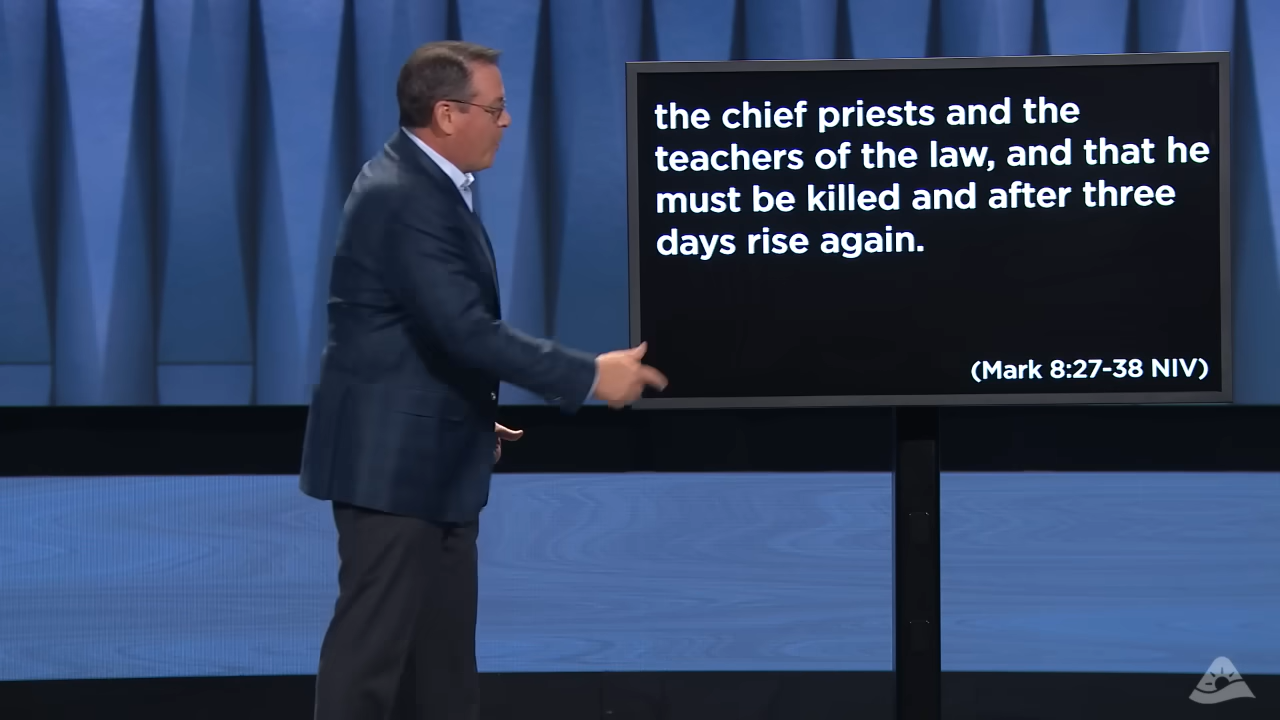 the chief priests and the
teachers of the law, and that he
must be killed and after three
days rise again.
(Mark 8:27-38 NIV)